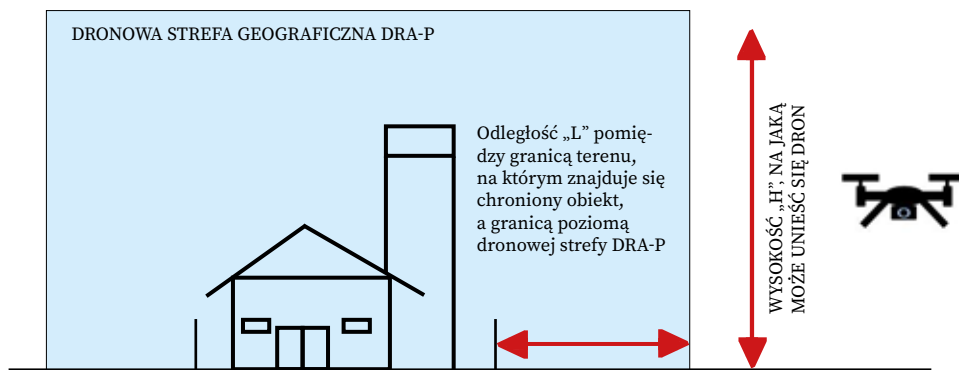 DRONOWA STREFA GEOGRAFICZNA DRA-P
Odległość „L” pomię-
dzy granicą terenu,
na którym znajduje się
chroniony obiekt,
a granicą poziomą
dronowej strefy DRA-P
WYSOKOŚĆ „H”, NA JAKĄ
MOŻE UNIEŚĆ SIĘ DRON